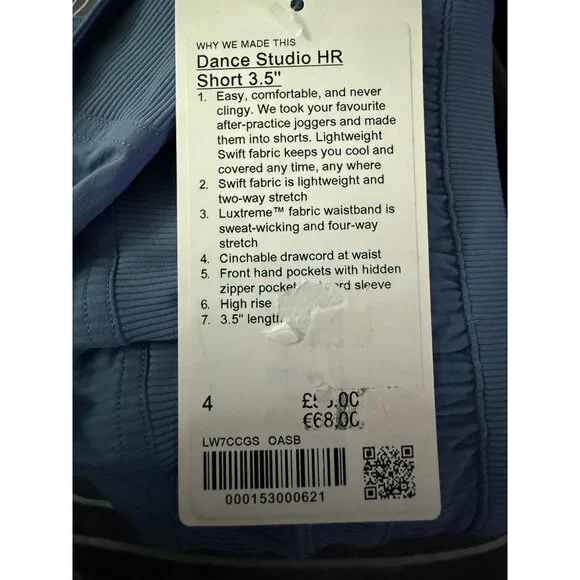 WHY WE MADE THIS
Dance Studio HR
Short 3.5"
1. Easy, comfortable, and never
clingy. We took your favourite
after-practice joggers and made
them into shorts. Lightweight
Swift fabric keeps you cool and
covered any time, any where
2. Swift fabric is lightweight and
two-way stretch
3. Luxtreme™ fabric waistband is
sweat-wicking and four-way
stretch
4. Cinchable drawcord at waist
5. Front hand pockets with hidden
zipper pocket sleeve
6. High rise
7. 3.5" length
4
€68.00
LW7CCGS OASB
000153000621